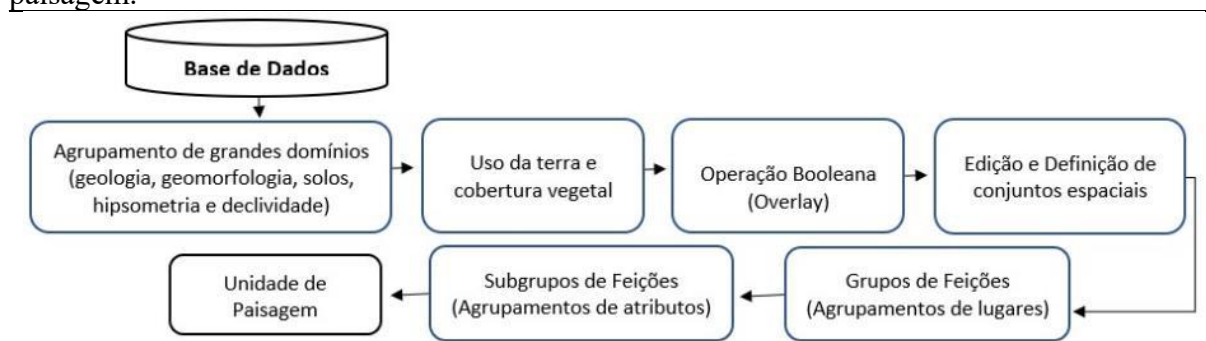 paisagem.
Base de Dados
Agrupamento de grandes domínios
(geologia, geomorfologia, solos,
hipsometria e declividade)
Uso da terra e
cobertura vegetal
Operação Booleana
(Overlay)
Edição e Definição de
conjuntos espaciais
Grupos de Feições
(Agrupamentos de lugares)
Subgrupos de Feições
(Agrupamentos de atributos)
Unidade de
Paisagem